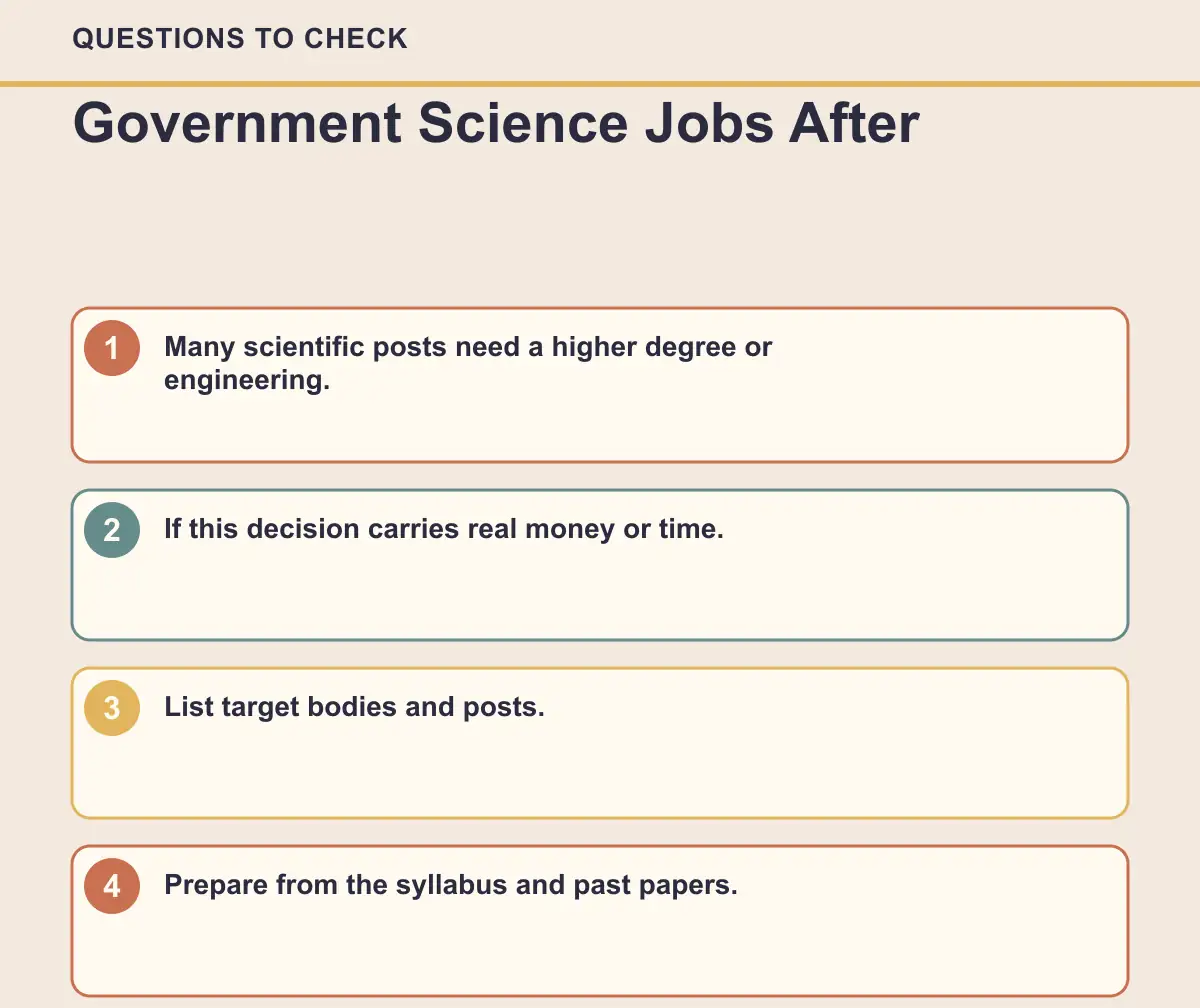 QUESTIONS TO CHECK
Government Science Jobs After
1
Many scientific posts need a higher degree or
engineering.
2
If this decision carries real money or time.
3
List target bodies and posts.
4
Prepare from the syllabus and past papers.